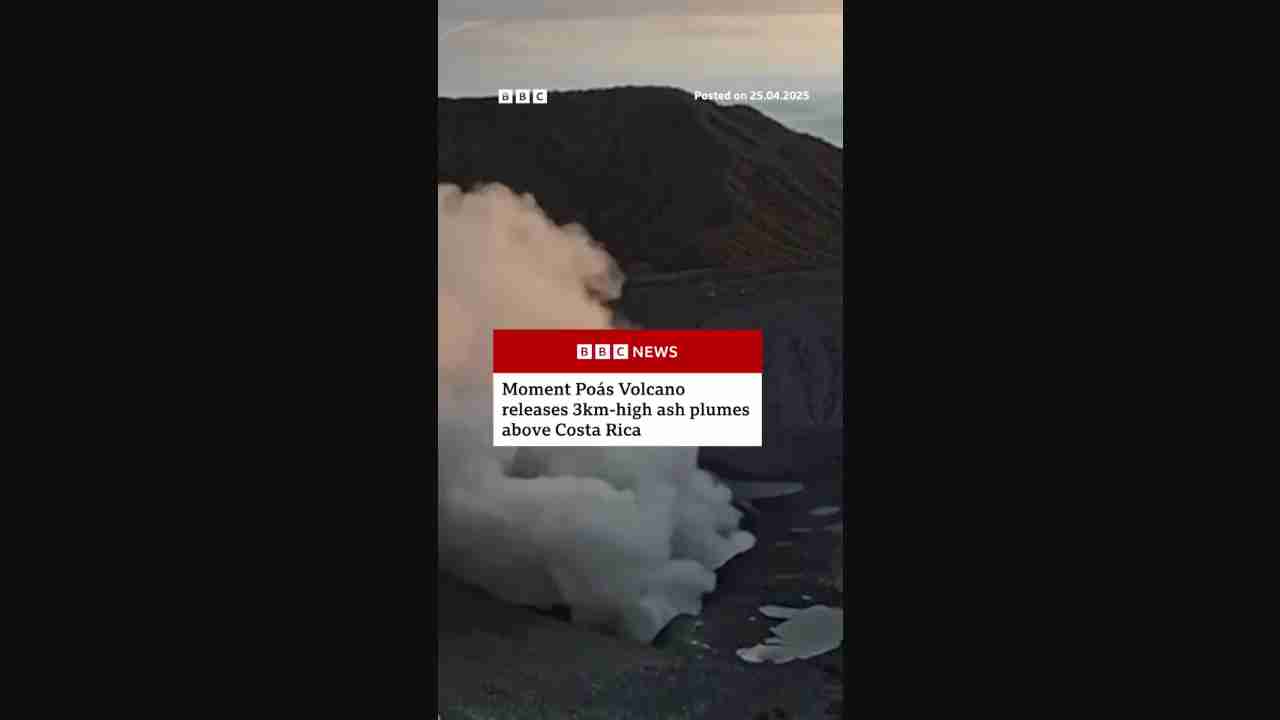 BBC
Posted on 25.04.2025
BBC NEWS
Moment Poás Volcano
releases 3km-high ash plumes
above Costa Rica